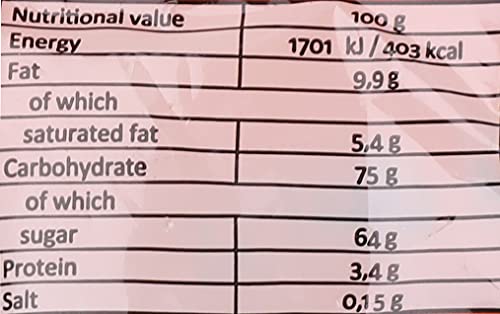 Nutritional value 100 g
Energy 1701 kJ / 403 kcal
Fat 9,9 g
of which
saturated fat 5,4 g
Carbohydrate 75 g
of which
sugar 64 g
Protein 3,4 g
Salt 0,15 g